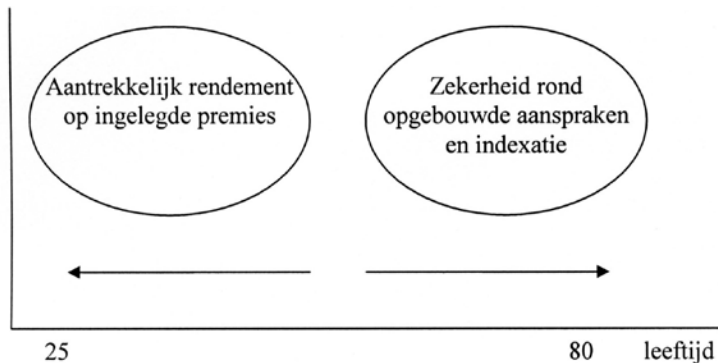 Aantrekkelijk rendement
op ingelegde premies
Zekerheid rond
opgebouwde aanspraken
en indexatie
25
80
leeftijd